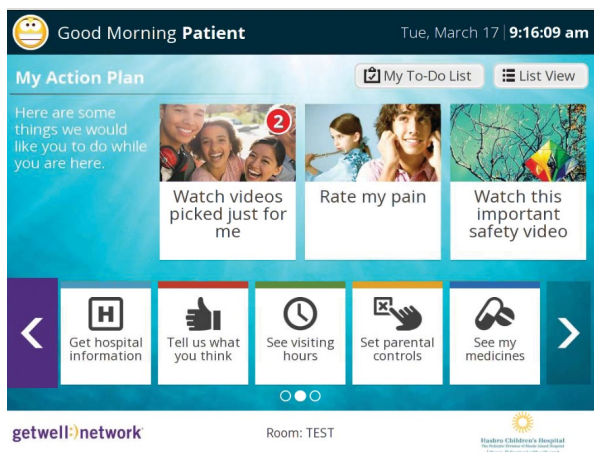 Good Morning Patient
Tue, March 17 9:16:09 am
My Action Plan
My To-Do List
List View
Here are some
things we would
like you to do while
you are here.
2
Watch videos
picked just for
me
Rate my pain
Watch this
important
safety video
H
Get hospital
information
Tell us what
you think
See visiting
hours
Set parental
controls
See my
medicines
getwell:)network
Room: TEST
Hasbro Children's Hospital